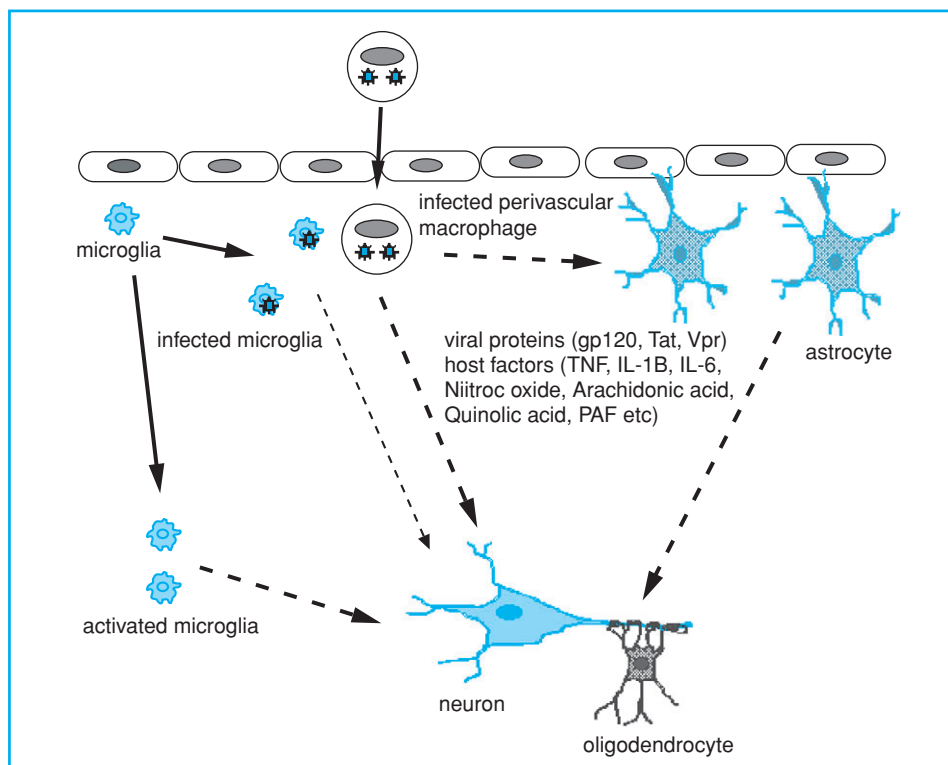 infected perivascular
macrophage
microglia
infected microglia
viral proteins (gp120, Tat, Vpr)
host factors (TNF, IL-1B, IL-6,
Niitroc oxide, Arachidonic acid,
Quinolic acid, PAF etc)
astrocyte
activated microglia
neuron
oligodendrocyte